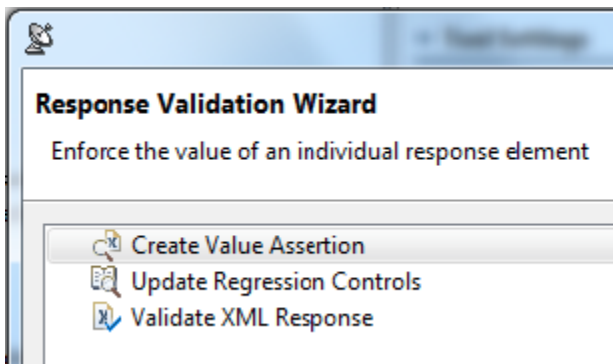 Response Validation Wizard
Enforce the value of an individual response element
Create Value Assertion
Update Regression Controls
Validate XML Response